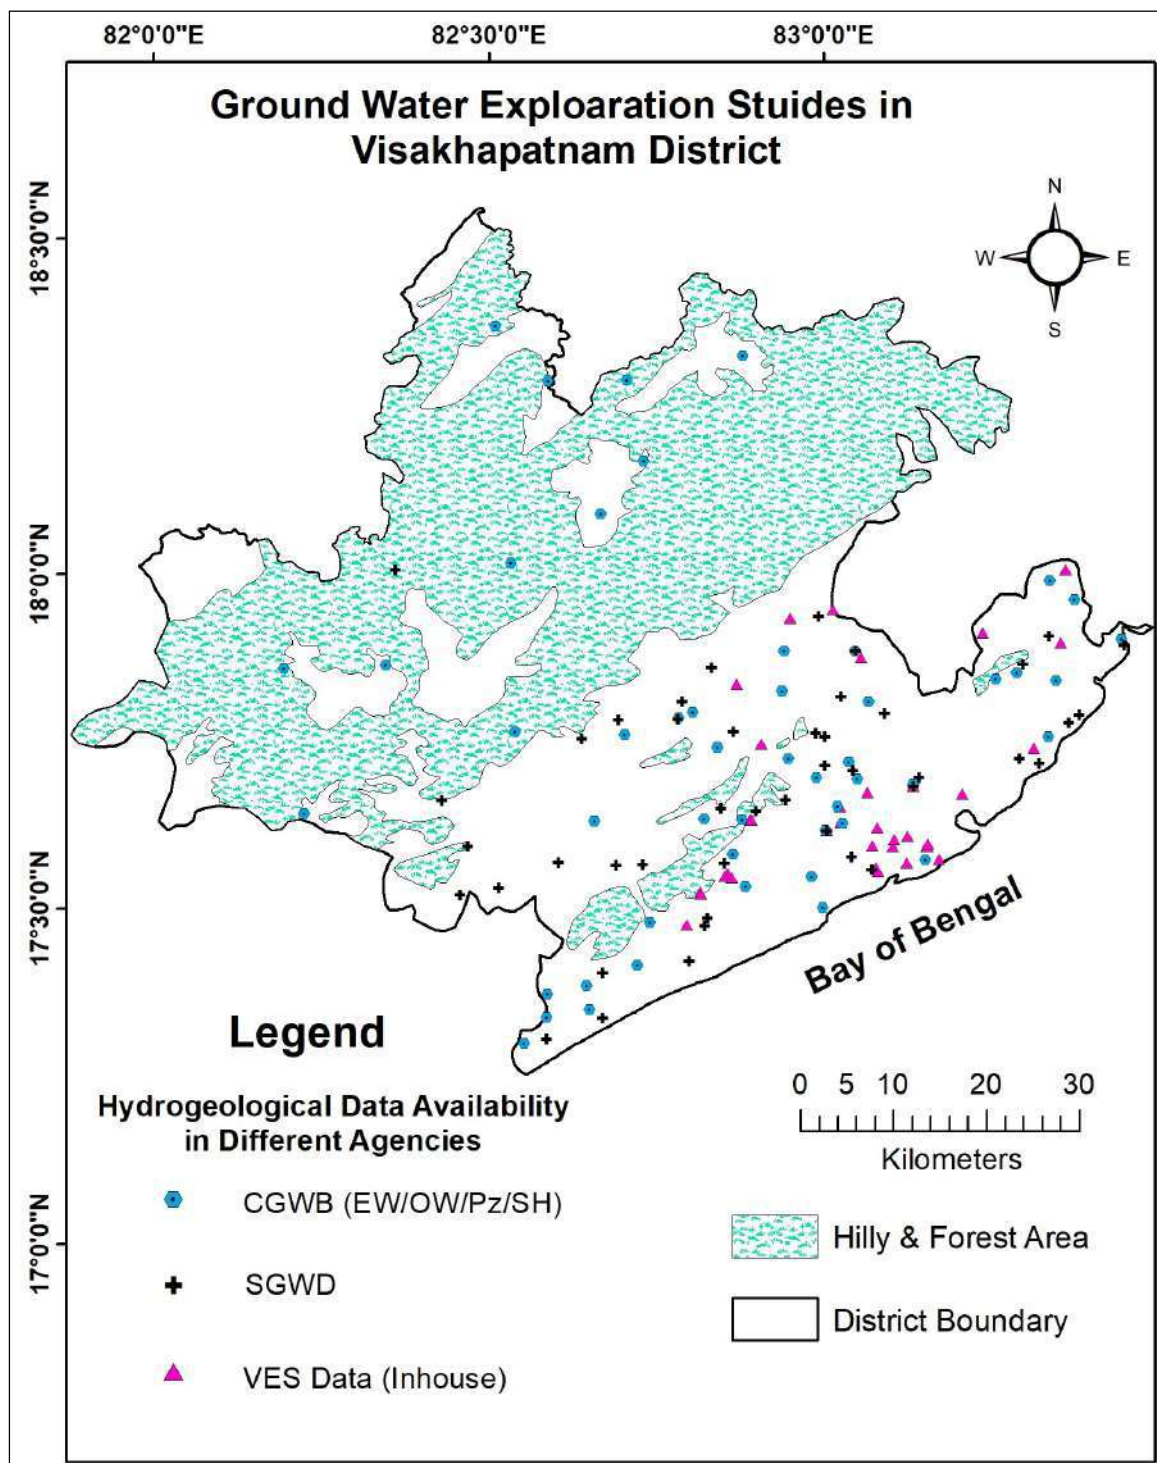 82°0'0"E 82°30'0"E 83°0'0"E
Ground Water Exploaration Stuides in
Visakhapatnam District
N
W E
S
18°30'0"N
18°0'0"N
17°30'0"N
17°0'0"N
Bay of Bengal
Legend
Hydrogeological Data Availability
in Different Agencies
CGWB (EW/OW/Pz/SH)
SGWD
VES Data (Inhouse)
0 5 10 20 30
Kilometers
Hilly & Forest Area
District Boundary